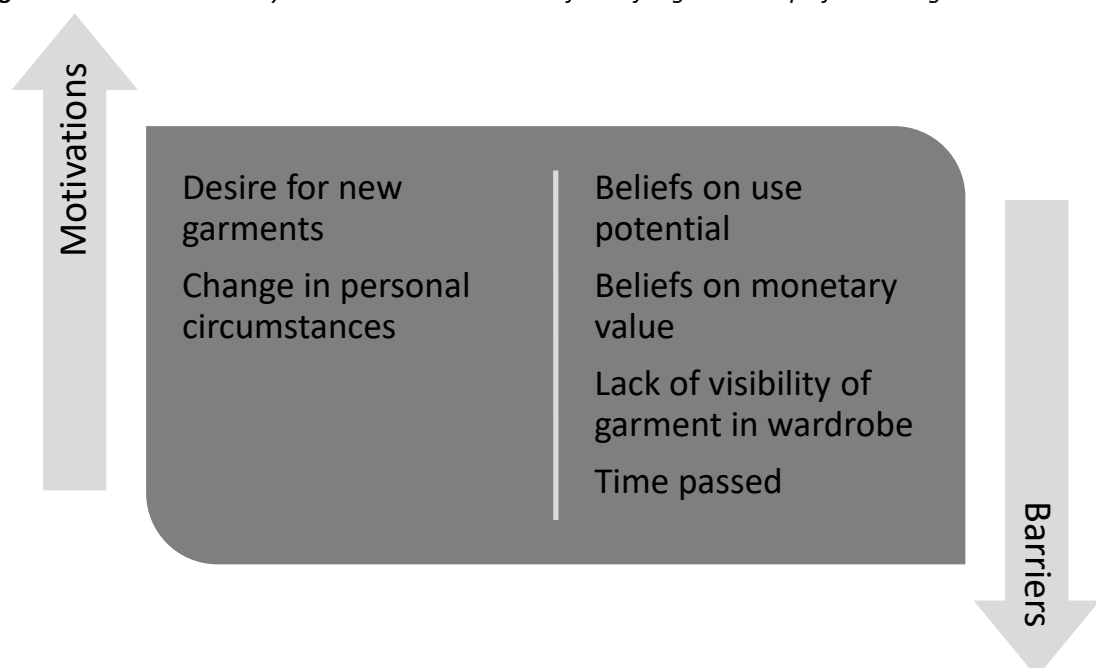 Motivations
Desire for new
garments
Change in personal
circumstances
Beliefs on use
potential
Beliefs on monetary
value
Lack of visibility of
garment in wardrobe
Time passed
Barriers